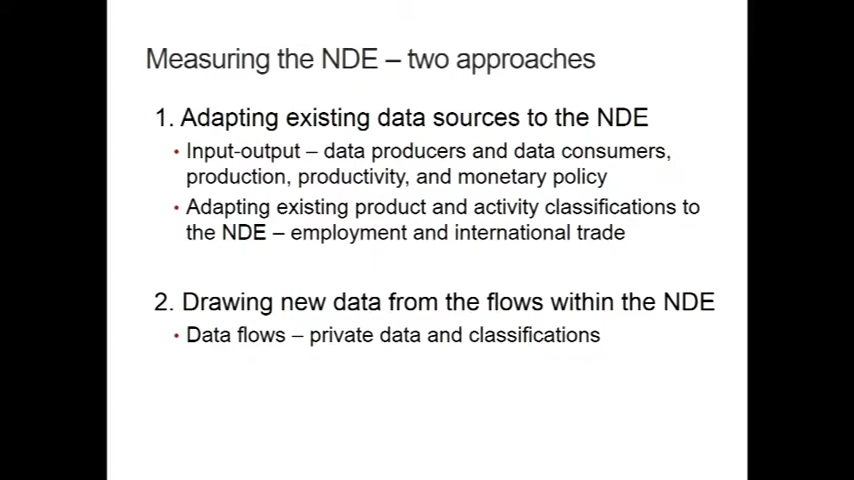 Measuring the NDE – two approaches
1. Adapting existing data sources to the NDE
• Input-output – data producers and data consumers,
production, productivity, and monetary policy
• Adapting existing product and activity classifications to
the NDE – employment and international trade
2. Drawing new data from the flows within the NDE
• Data flows – private data and classifications